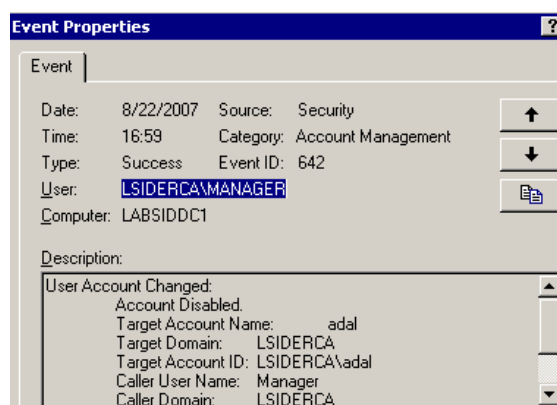 Event Properties
?
Event
Date: 8/22/2007 Source: Security
Time: 16:59 Category: Account Management
Type: Success Event ID: 642
User: LSIDERCA\MANAGER
Computer: LABSIDDC1
Description:
User Account Changed:
Account Disabled.
Target Account Name: adal
Target Domain: LSIDERCA
Target Account ID: LSIDERCA\adal
Caller User Name: Manager
Caller Domain: LSIDERCA